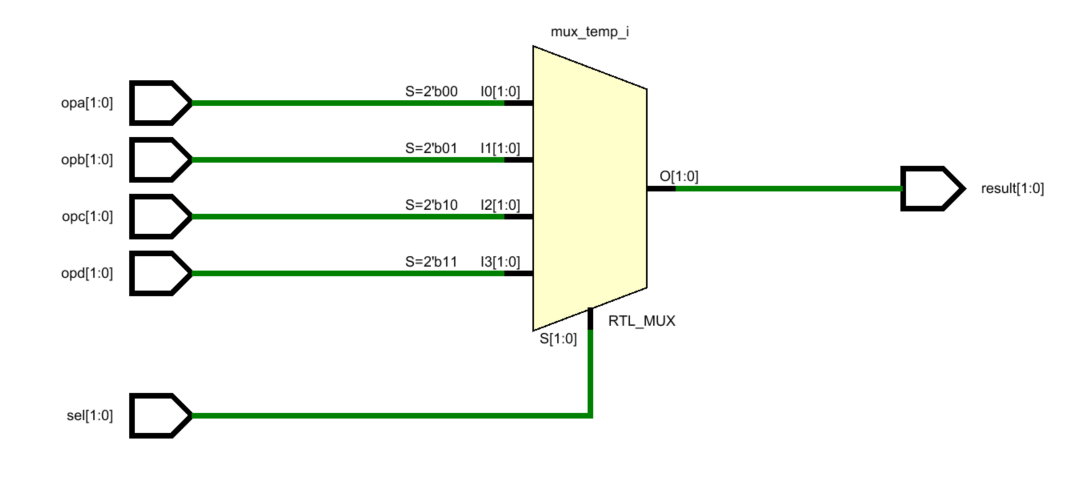 mux_temp_i
opa[1:0] S=2'b00 I0[1:0]
opb[1:0] S=2'b01 I1[1:0]
O[1:0]
result[1:0]
opc[1:0] S=2'b10 I2[1:0]
opd[1:0] S=2'b11 I3[1:0]
RTL_MUX
S[1:0]
sel[1:0]